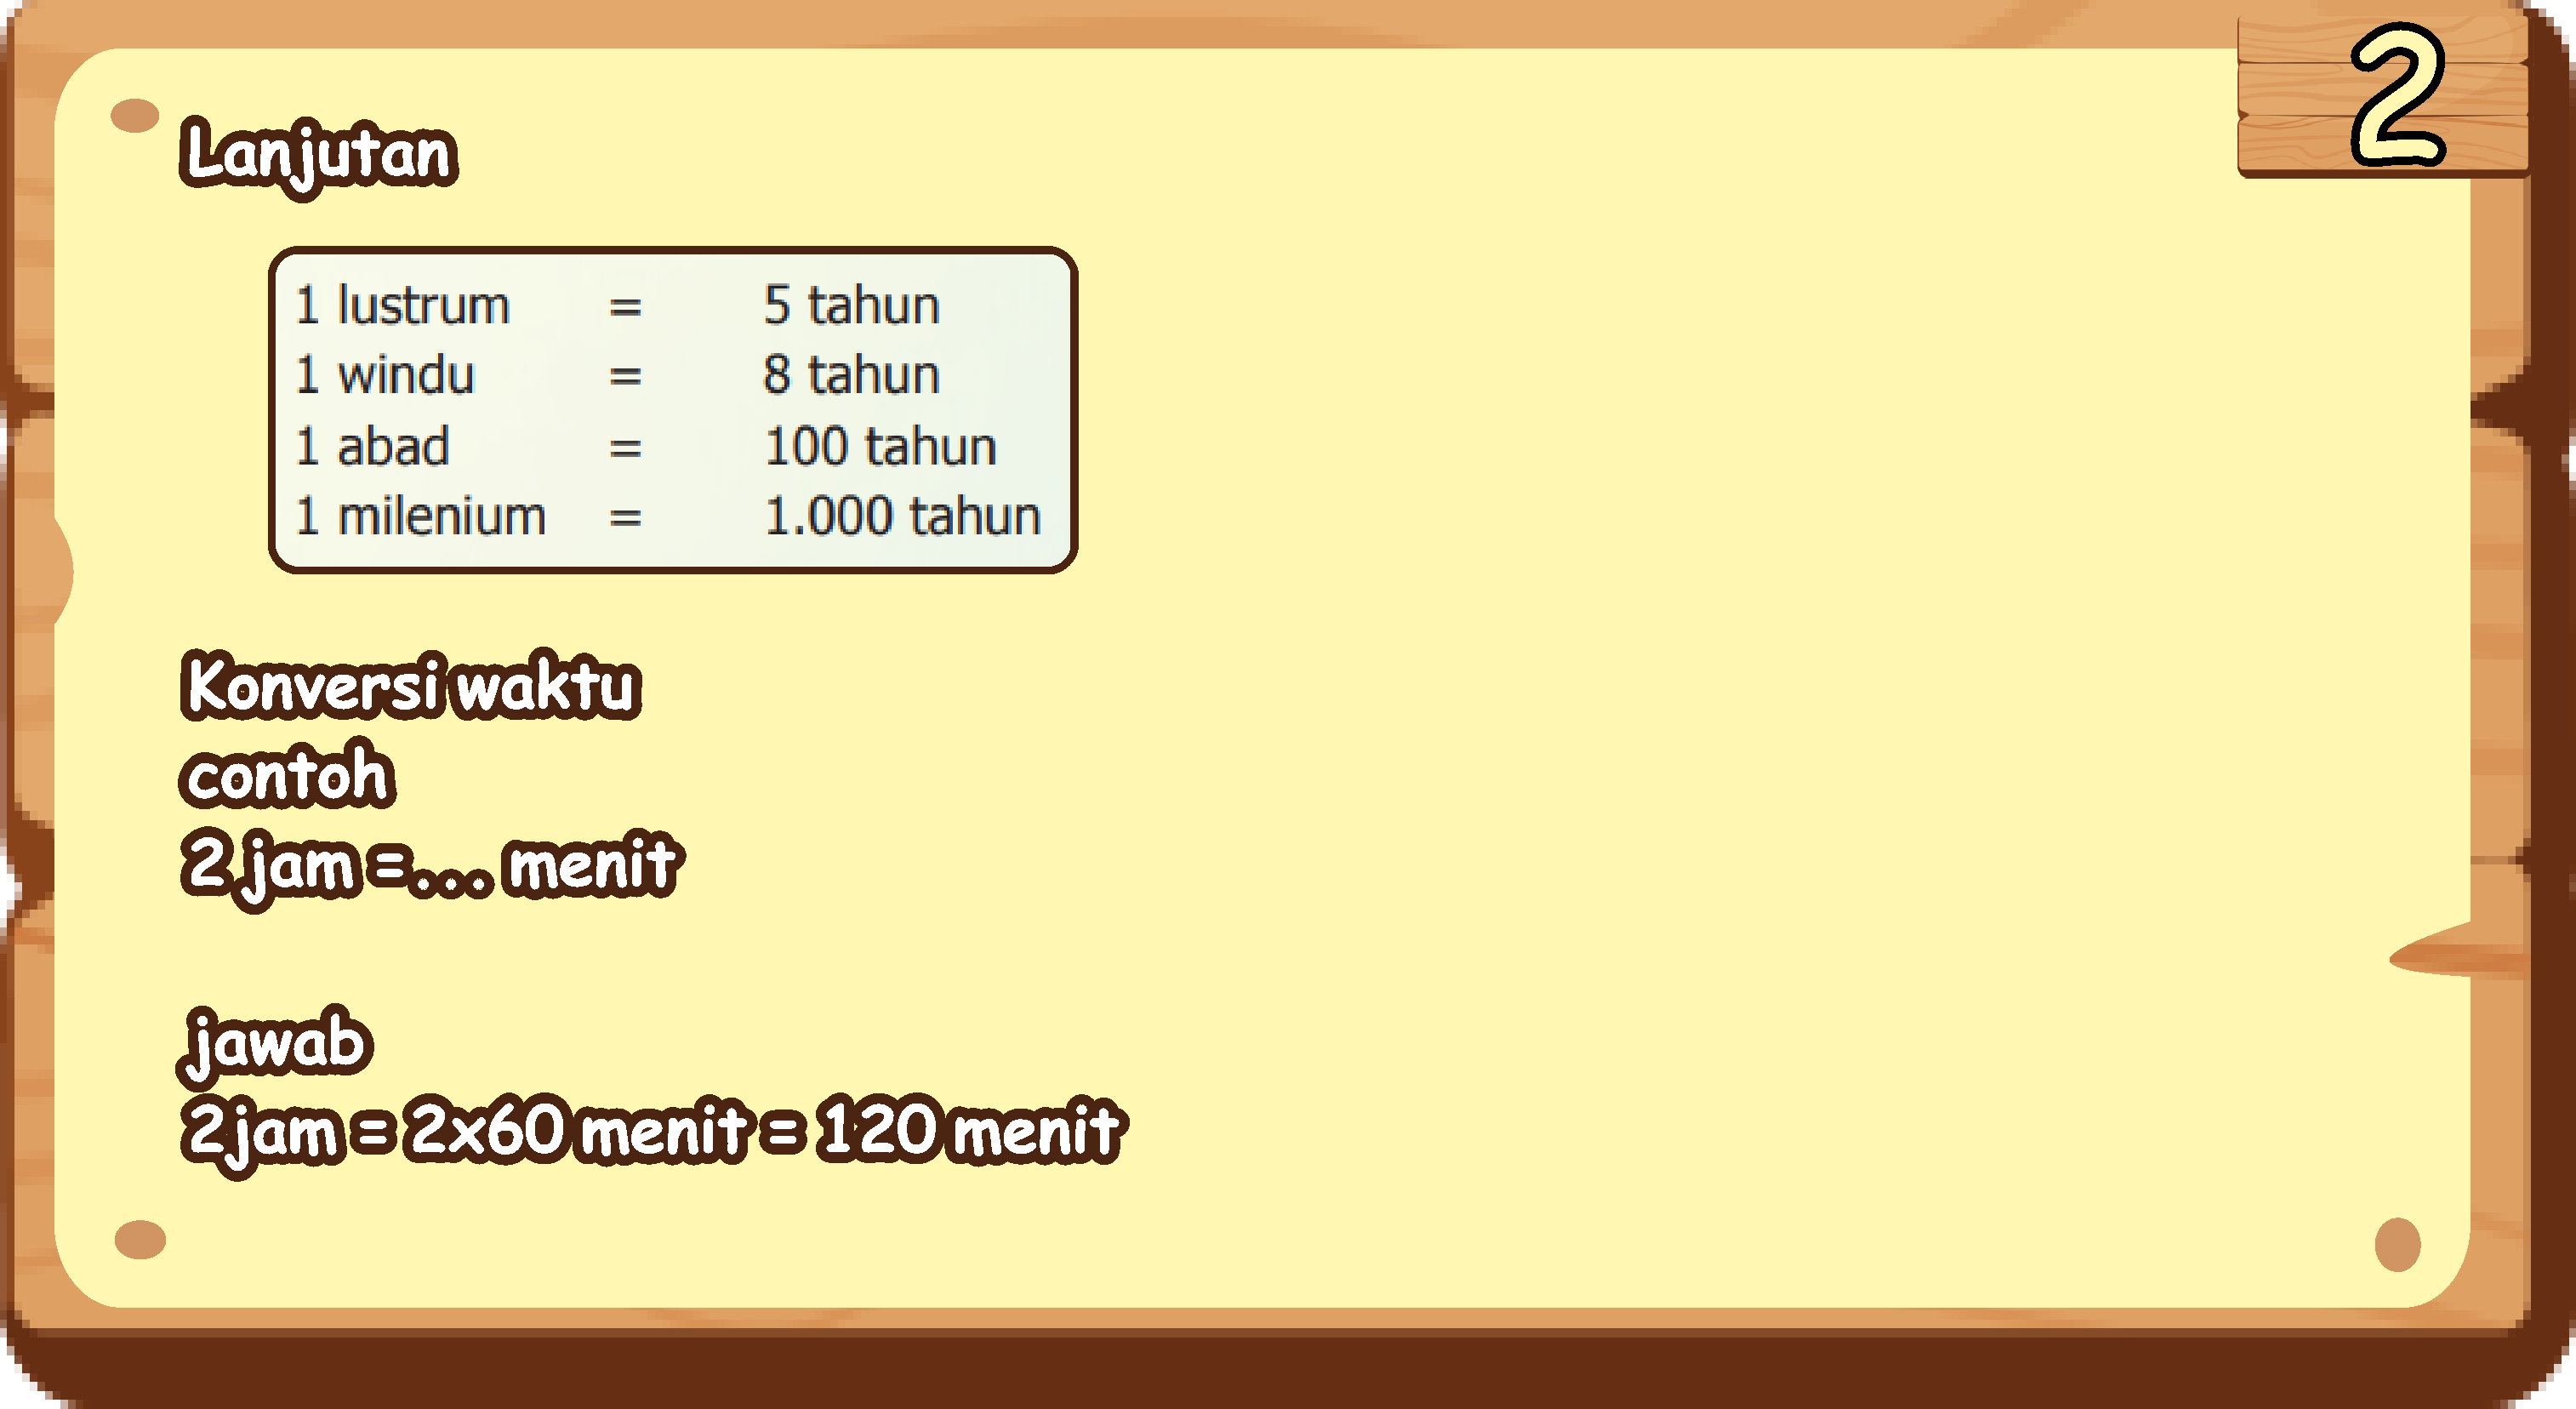 2
Lanjutan
1 lustrum = 5 tahun
1 windu = 8 tahun
1 abad = 100 tahun
1 milenium = 1.000 tahun
Konversi waktu
contoh
2 jam =... menit
jawab
2jam = 2x60 menit = 120 menit